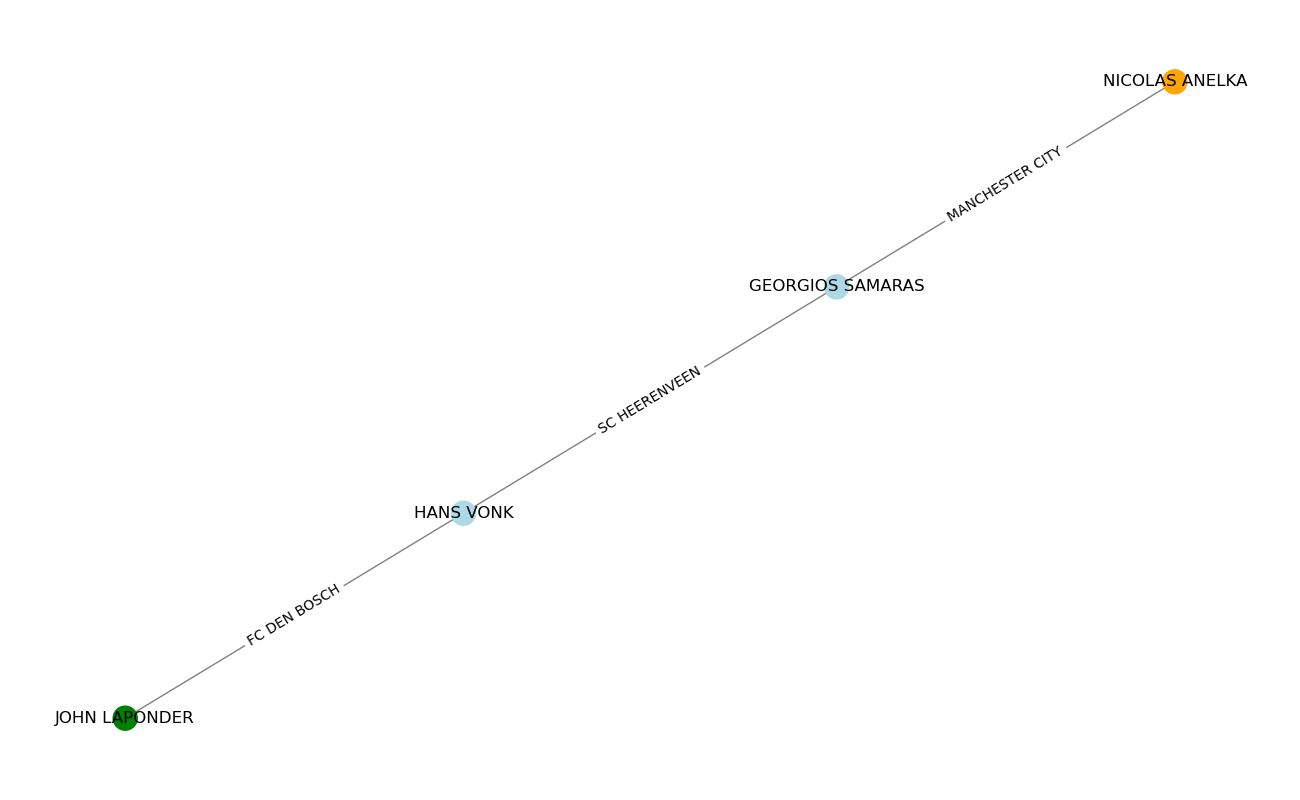 NICOLAS ANELKA
MANCHESTER CITY
GEORGIOS SAMARAS
SC HEERENVEEN
HANS VONK
FC DEN BOSCH
JOHN LAPONDER